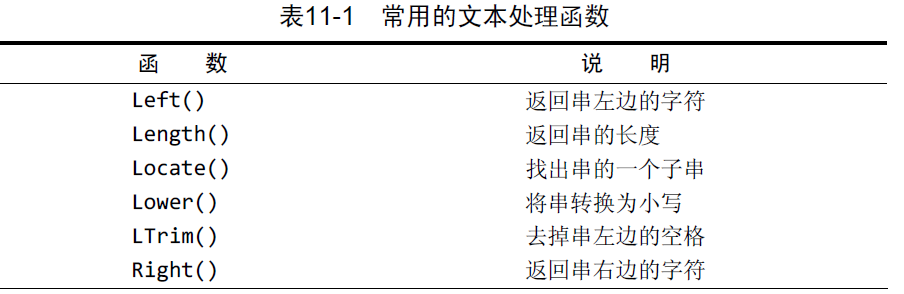 表11-1 常用的文本处理函数
函 数 说 明
Left() 返回串左边的字符
Length() 返回串的长度
Locate() 找出串的一个子串
Lower() 将串转换为小写
LTrim() 去掉串左边的空格
Right() 返回串右边的字符